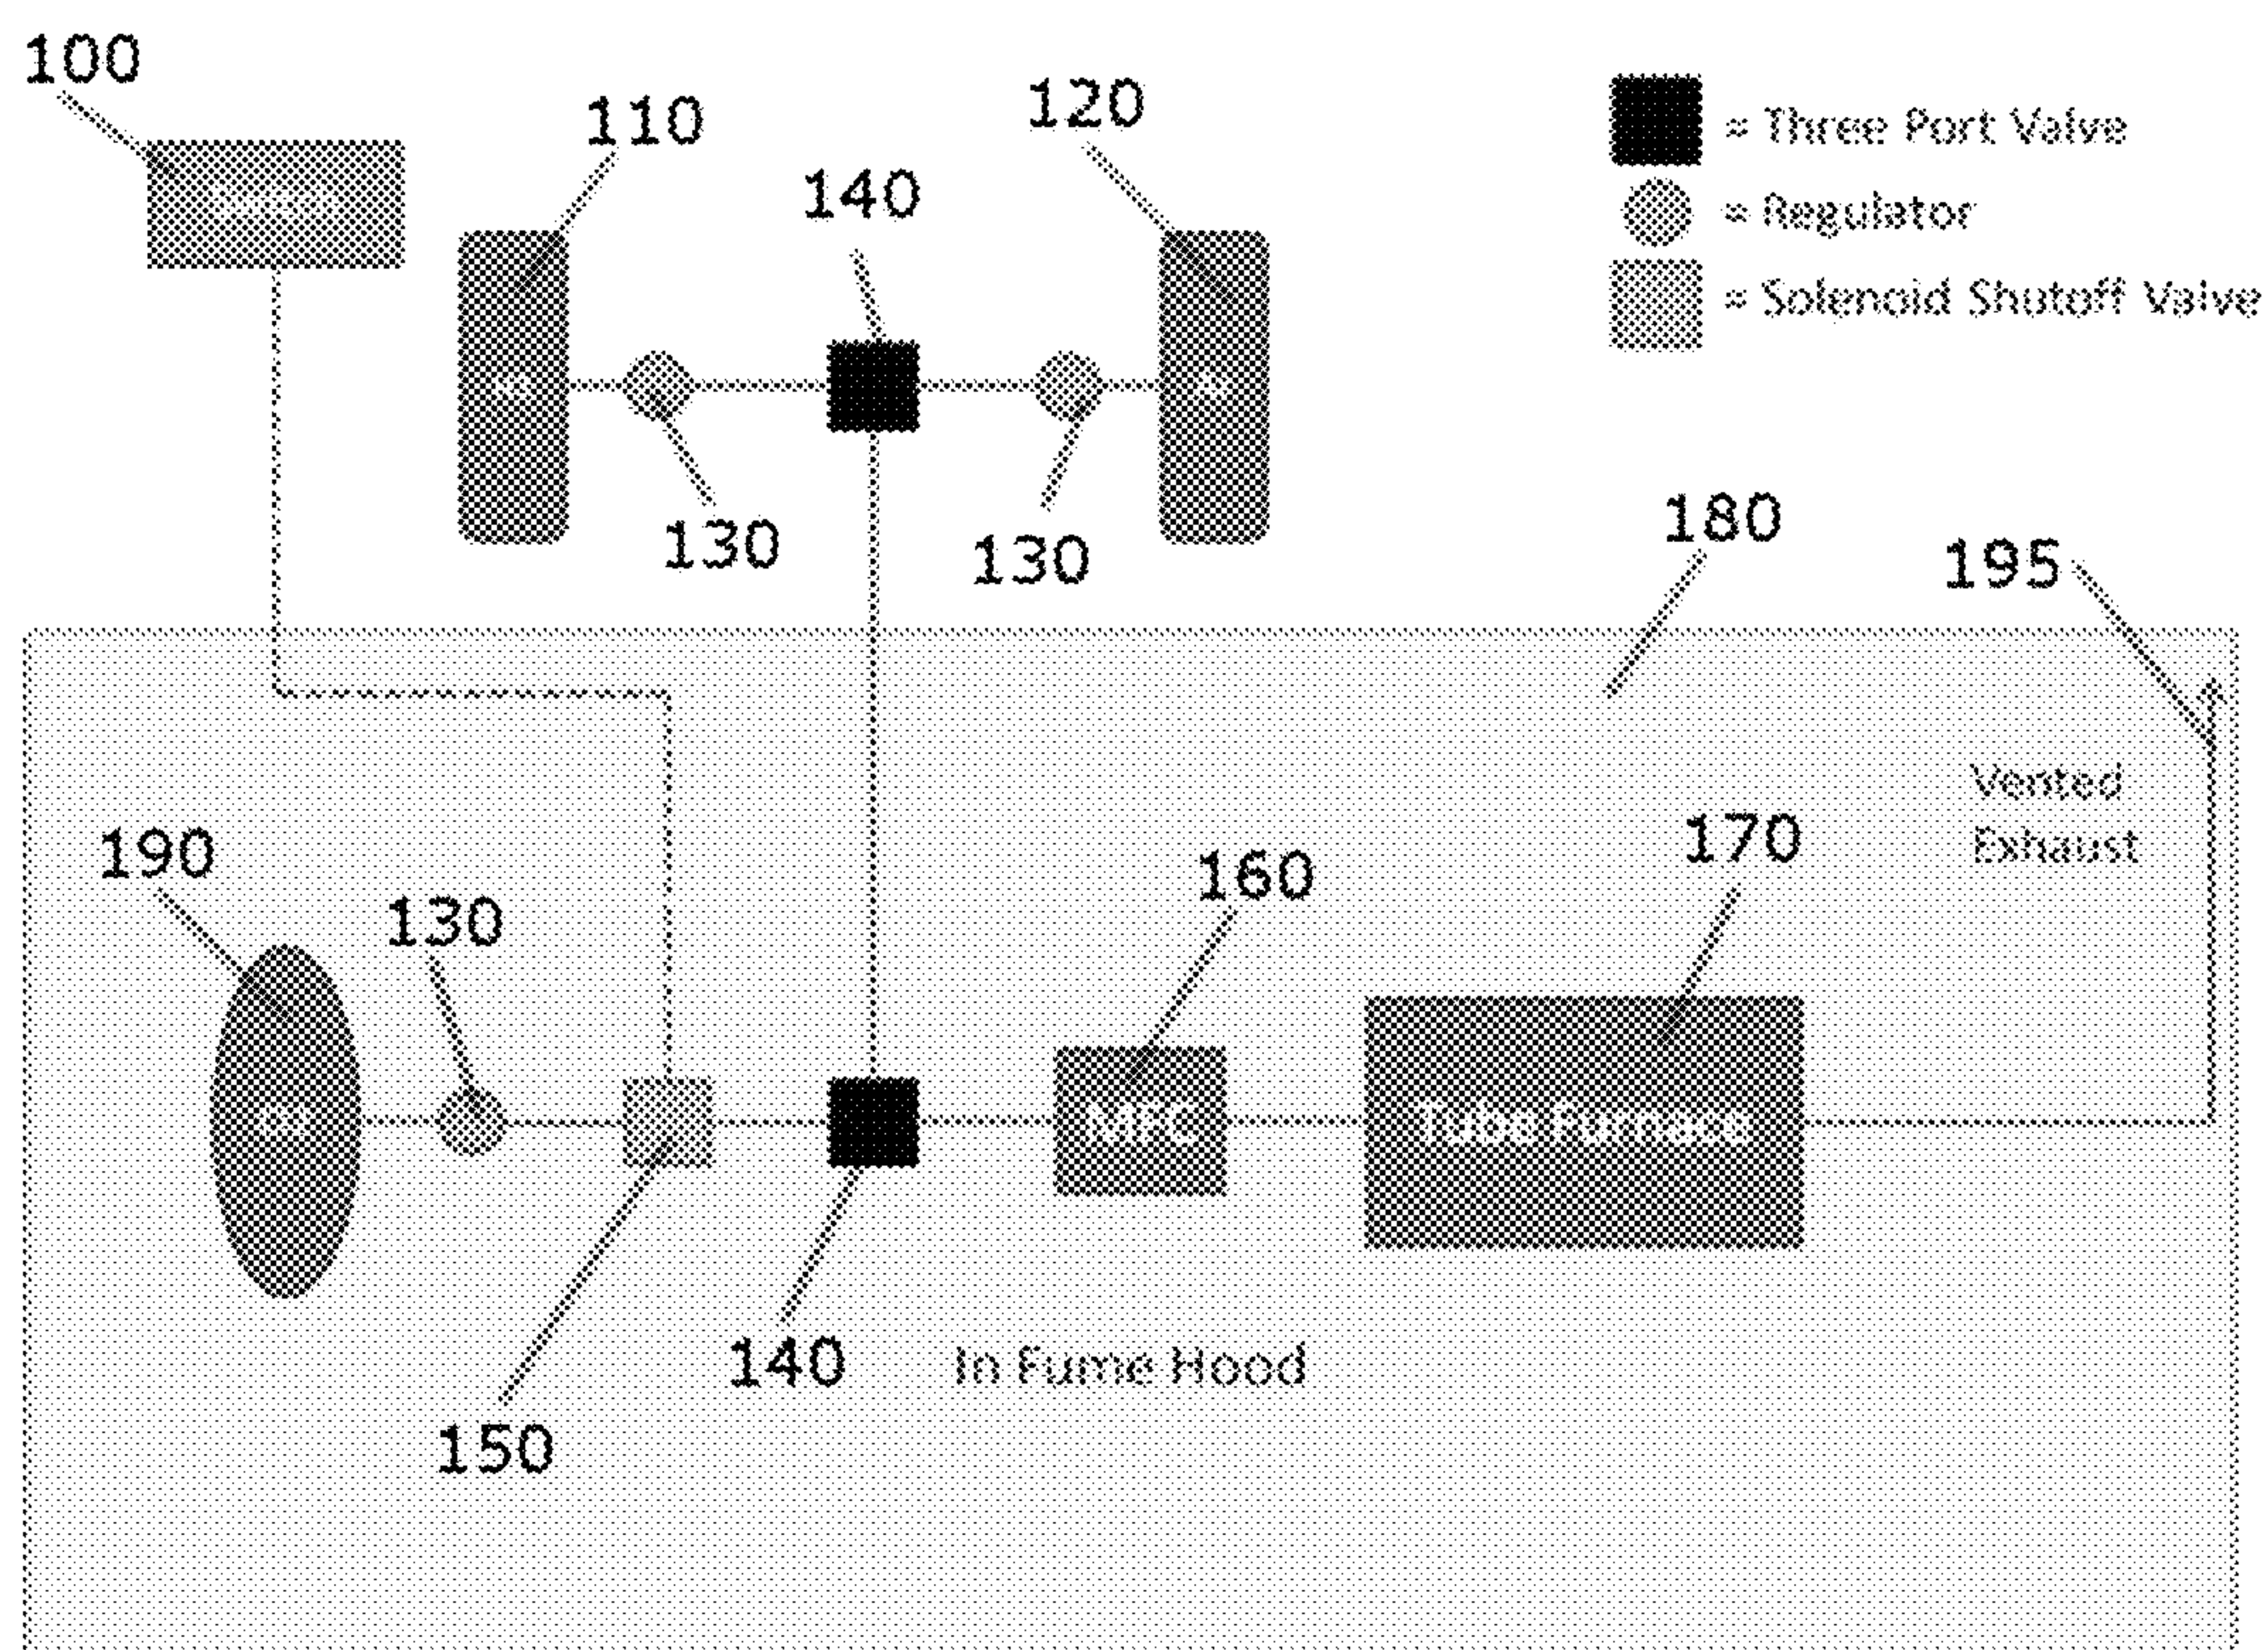 100
110
120
140
= Three Port Valve
= Regulator
= Solenoid Shutoff Valve
130
130
180
195
Vented
Exhaust
190
130
160
170
MFC
Tube Furnace
140
In Fume Hood
150